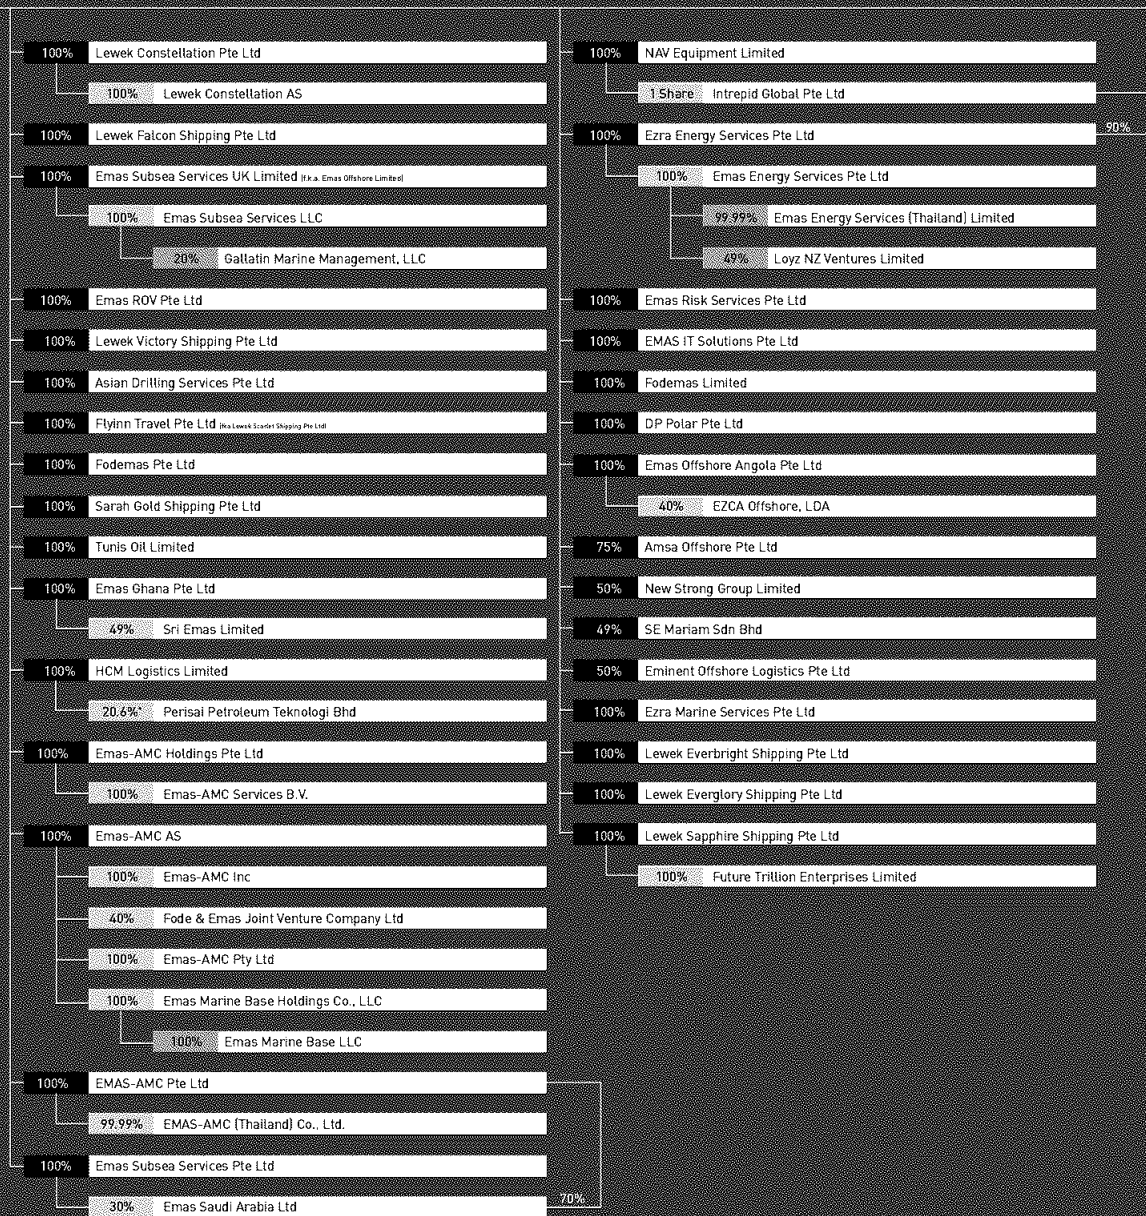 100% Lewek Constellation Pte Ltd
100% Lewek Constellation AS
100% Lewek Falcon Shipping Pte Ltd
100% Emas Subsea Services UK Limited (f.k.a. Emas Offshore Limited)
100% Emas Subsea Services LLC
20% Gallatin Marine Management, LLC
100% Emas ROV Pte Ltd
100% Lewek Victory Shipping Pte Ltd
100% Asian Drilling Services Pte Ltd
100% Flyinn Travel Pte Ltd (fka Lewek Scarlet Shipping Pte Ltd)
100% Fodemas Pte Ltd
100% Sarah Gold Shipping Pte Ltd
100% Tunis Oil Limited
100% Emas Ghana Pte Ltd
49% Sri Emas Limited
100% HCM Logistics Limited
20.6%* Perisai Petroleum Teknologi Bhd
100% Emas-AMC Holdings Pte Ltd
100% Emas-AMC Services B.V.
100% Emas-AMC AS
100% Emas-AMC Inc
40% Fode & Emas Joint Venture Company Ltd
100% Emas-AMC Pty Ltd
100% Emas Marine Base Holdings Co., LLC
100% Emas Marine Base LLC
100% EMAS-AMC Pte Ltd
99.99% EMAS-AMC (Thailand) Co., Ltd.
100% Emas Subsea Services Pte Ltd
30% Emas Saudi Arabia Ltd 70%
100% NAV Equipment Limited
1 Share Intrepid Global Pte Ltd
100% Ezra Energy Services Pte Ltd 90%
100% Emas Energy Services Pte Ltd
99.99% Emas Energy Services (Thailand) Limited
49% Loyz NZ Ventures Limited
100% Emas Risk Services Pte Ltd
100% EMAS IT Solutions Pte Ltd
100% Fodemas Limited
100% DP Polar Pte Ltd
100% Emas Offshore Angola Pte Ltd
40% EZCA Offshore, LDA
75% Amsa Offshore Pte Ltd
50% New Strong Group Limited
49% SE Mariam Sdn Bhd
50% Eminent Offshore Logistics Pte Ltd
100% Ezra Marine Services Pte Ltd
100% Lewek Everbright Shipping Pte Ltd
100% Lewek Everglory Shipping Pte Ltd
100% Lewek Sapphire Shipping Pte Ltd
100% Future Trillion Enterprises Limited